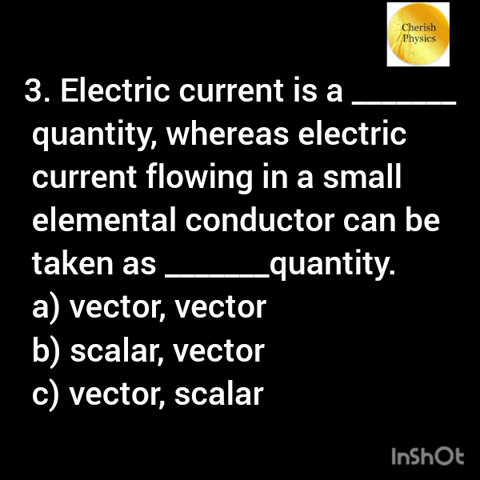 Cherish
Physics
3. Electric current is a _______
quantity, whereas electric
current flowing in a small
elemental conductor can be
taken as _______quantity.
a) vector, vector
b) scalar, vector
c) vector, scalar
InShOt